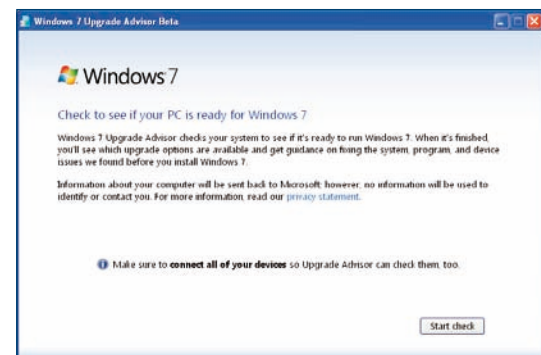 Windows 7 Upgrade Advisor Beta
Windows 7
Check to see if your PC is ready for Windows 7
Windows 7 Upgrade Advisor checks your system to see if it's ready to run Windows 7. When it's finished,
you'll see which upgrade options are available and get guidance on fixing the system, program, and device
issues we found before you install Windows 7.
Information about your computer will be sent back to Microsoft; however, no information will be used to
identify or contact you. For more information, read our privacy statement.
Make sure to connect all of your devices so Upgrade Advisor can check them, too.
Start check